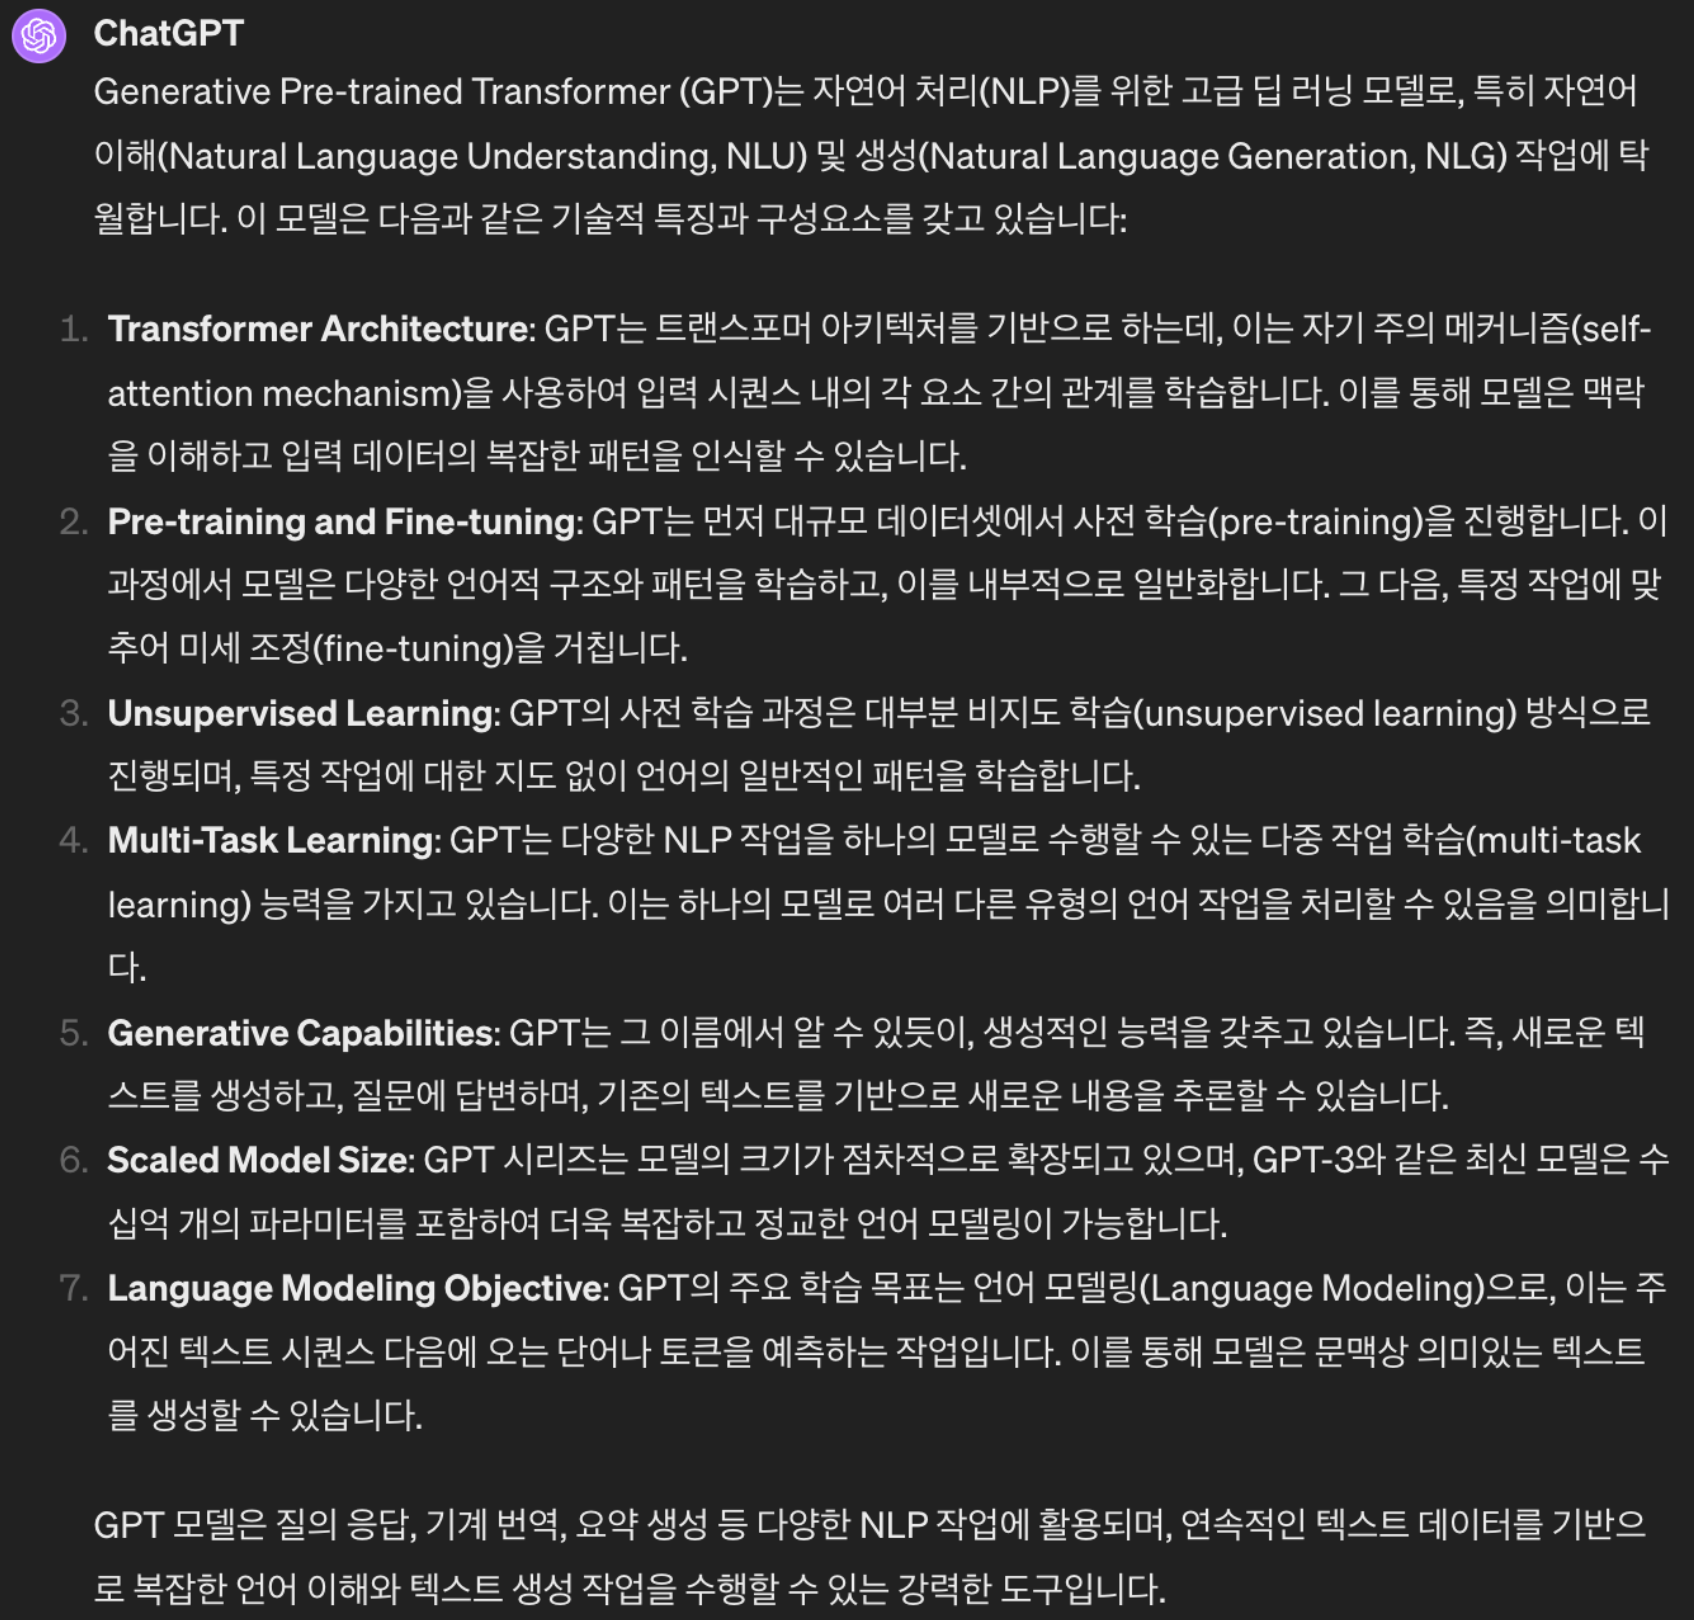 ChatGPT
Generative Pre-trained Transformer (GPT)는 자연어 처리(NLP)를 위한 고급 딥 러닝 모델로, 특히 자연어
이해(Natural Language Understanding, NLU) 및 생성(Natural Language Generation, NLG) 작업에 탁
월합니다. 이 모델은 다음과 같은 기술적 특징과 구성요소를 갖고 있습니다:
1. Transformer Architecture: GPT는 트랜스포머 아키텍처를 기반으로 하는데, 이는 자기 주의 메커니즘(self-
attention mechanism)을 사용하여 입력 시퀀스 내의 각 요소 간의 관계를 학습합니다. 이를 통해 모델은 맥락
을 이해하고 입력 데이터의 복잡한 패턴을 인식할 수 있습니다.
2. Pre-training and Fine-tuning: GPT는 먼저 대규모 데이터셋에서 사전 학습(pre-training)을 진행합니다. 이
과정에서 모델은 다양한 언어적 구조와 패턴을 학습하고, 이를 내부적으로 일반화합니다. 그 다음, 특정 작업에 맞
추어 미세 조정(fine-tuning)을 거칩니다.
3. Unsupervised Learning: GPT의 사전 학습 과정은 대부분 비지도 학습(unsupervised learning) 방식으로
진행되며, 특정 작업에 대한 지도 없이 언어의 일반적인 패턴을 학습합니다.
4. Multi-Task Learning: GPT는 다양한 NLP 작업을 하나의 모델로 수행할 수 있는 다중 작업 학습(multi-task
learning) 능력을 가지고 있습니다. 이는 하나의 모델로 여러 다른 유형의 언어 작업을 처리할 수 있음을 의미합니
다.
5. Generative Capabilities: GPT는 그 이름에서 알 수 있듯이, 생성적인 능력을 갖추고 있습니다. 즉, 새로운 텍
스트를 생성하고, 질문에 답변하며, 기존의 텍스트를 기반으로 새로운 내용을 추론할 수 있습니다.
6. Scaled Model Size: GPT 시리즈는 모델의 크기가 점차적으로 확장되고 있으며, GPT-3와 같은 최신 모델은 수
십억 개의 파라미터를 포함하여 더욱 복잡하고 정교한 언어 모델링이 가능합니다.
7. Language Modeling Objective: GPT의 주요 학습 목표는 언어 모델링(Language Modeling)으로, 이는 주
어진 텍스트 시퀀스 다음에 오는 단어나 토큰을 예측하는 작업입니다. 이를 통해 모델은 문맥상 의미있는 텍스트
를 생성할 수 있습니다.
GPT 모델은 질의 응답, 기계 번역, 요약 생성 등 다양한 NLP 작업에 활용되며, 연속적인 텍스트 데이터를 기반으
로 복잡한 언어 이해와 텍스트 생성 작업을 수행할 수 있는 강력한 도구입니다.